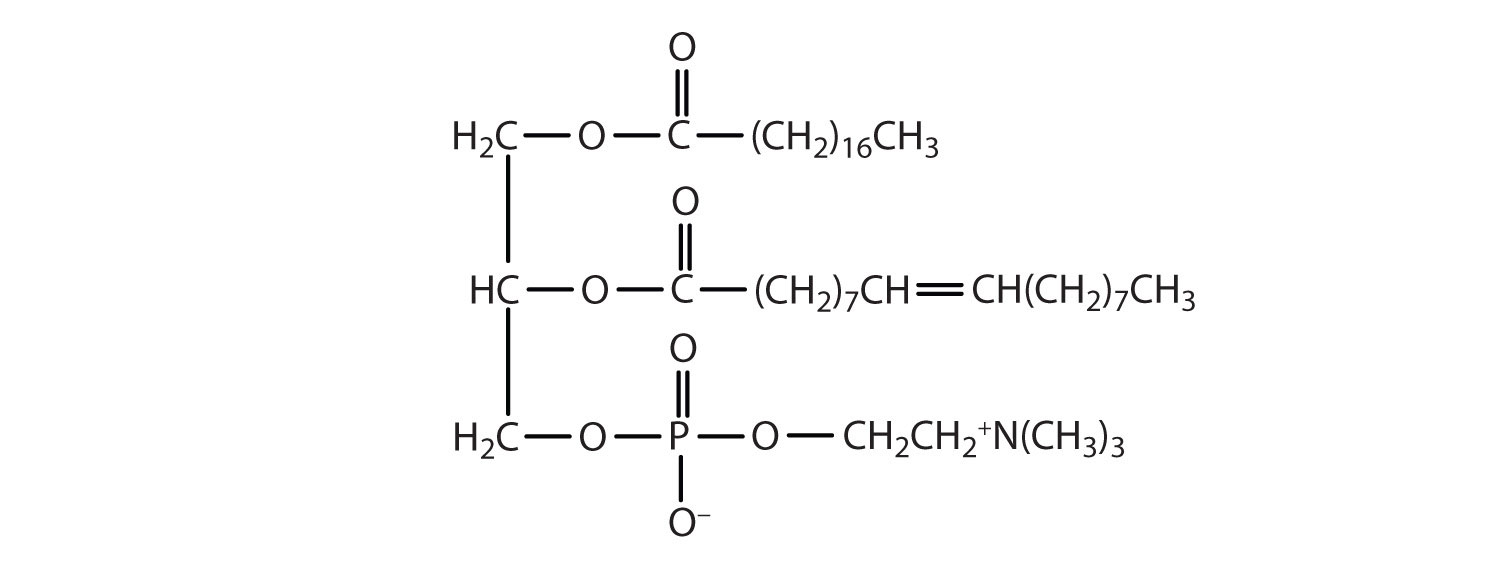 O
H₂C—O—C—(CH₂)₁₆CH₃
O
HC—O—C—(CH₂)₇CH=CH(CH₂)₇CH₃
O
H₂C—O—P—O—CH₂CH₂⁺N(CH₃)₃
O⁻